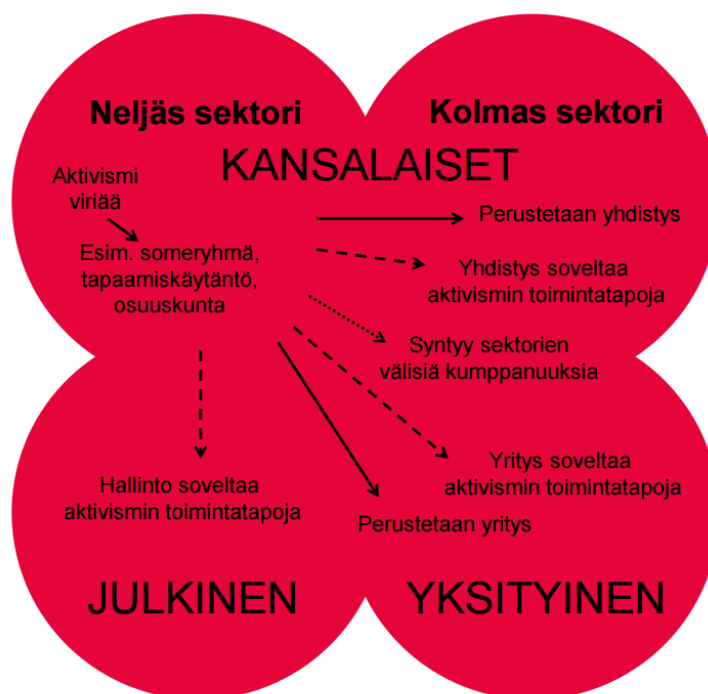 Neljäs sektori
Kolmas sektori
KANSALAISET
Aktivismi
viriää
Esim. someryhmä,
tapaamiskäytäntö,
osuuskunta
Perustetaan yhdistys
Yhdistys soveltaa
aktivismin toimintatapoja
Syntyy sektorien
välisiä kumppanuuksia
Yritys soveltaa
aktivismin toimintatapoja
Hallinto soveltaa
aktivismin toimintatapoja
Perustetaan yritys
JULKINEN
YKSITYINEN